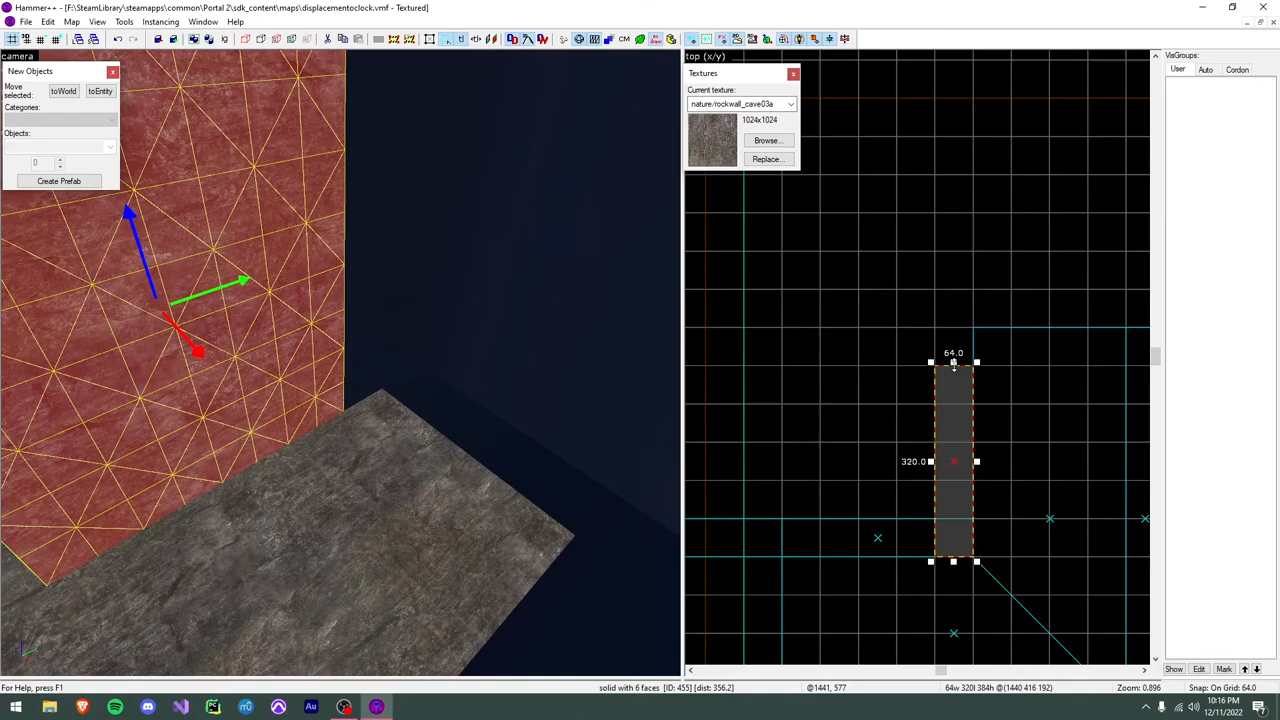 Hammer++ - [F:\SteamLibrary\steamapps\common\Portal 2\sdk_content\maps\displacementoclock.vmf - Textured]
File Edit Map View Tools Instancing Window Help
camera
top (x/y)
New Objects
Move selected:
toWorld toEntity
Categories:
Objects:
0
Create Prefab
Textures
Current texture:
nature/rockwall_cave03a
1024x1024
Browse...
Replace...
64.0
320.0
VisGroups:
User Auto Cordon
Show Edit Mark
For Help, press F1
solid with 6 faces [ID: 455] [dist: 356.2]
@1441, 577
64w 320l 384h @(1440 416 192)
Zoom: 0.896
Snap: On Grid: 64.0
10:16 PM
12/11/2022